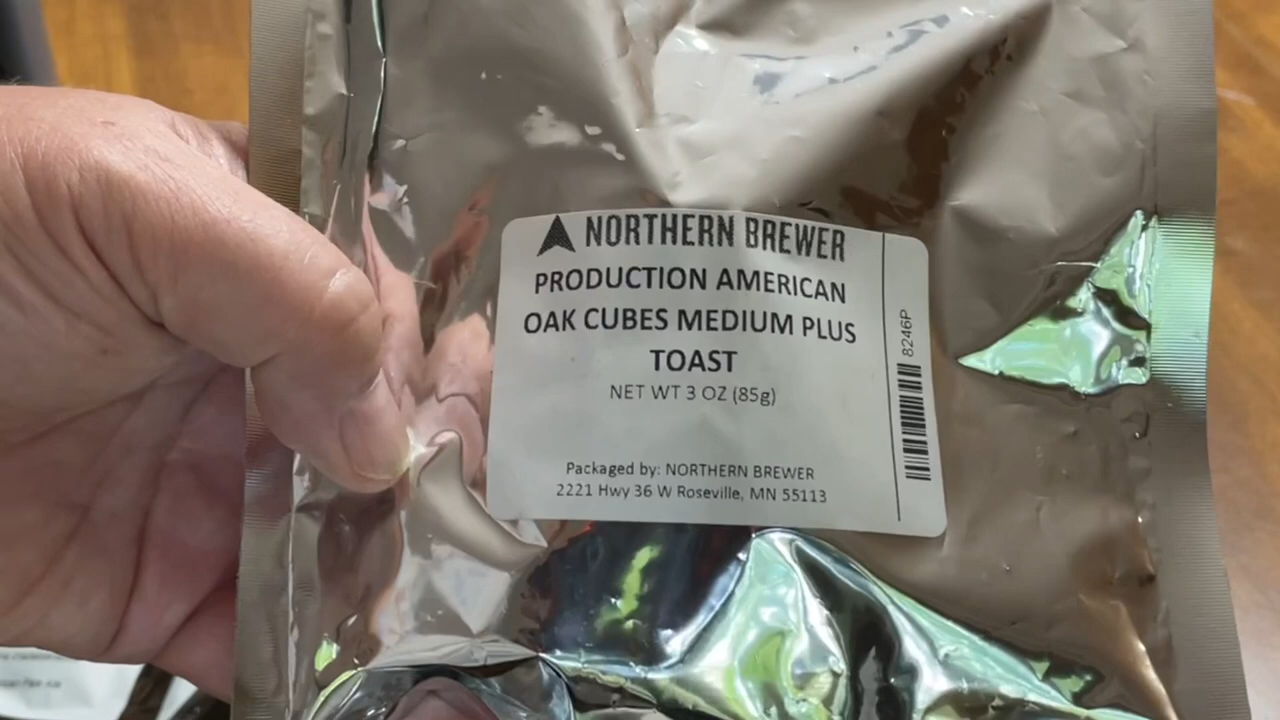 NORTHERN BREWER
PRODUCTION AMERICAN
OAK CUBES MEDIUM PLUS
TOAST
NET WT 3 OZ (85g)
Packaged by: NORTHERN BREWER
2221 Hwy 36 W Roseville, MN 55113
8246P